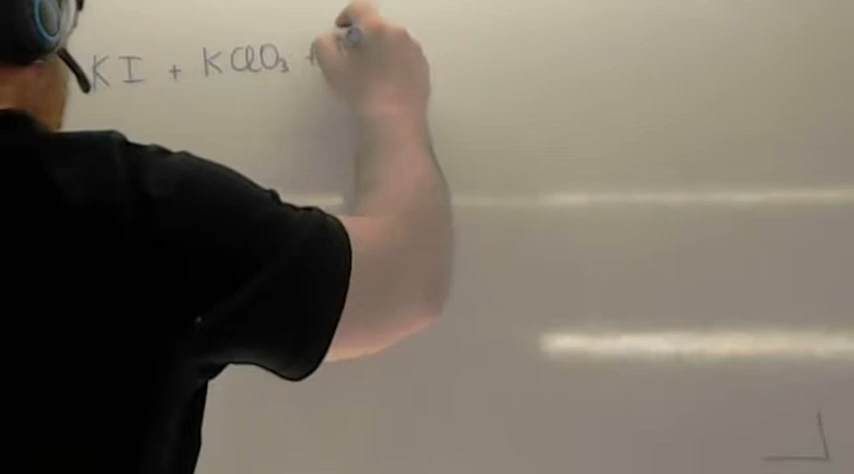 KI + KClO₃ +